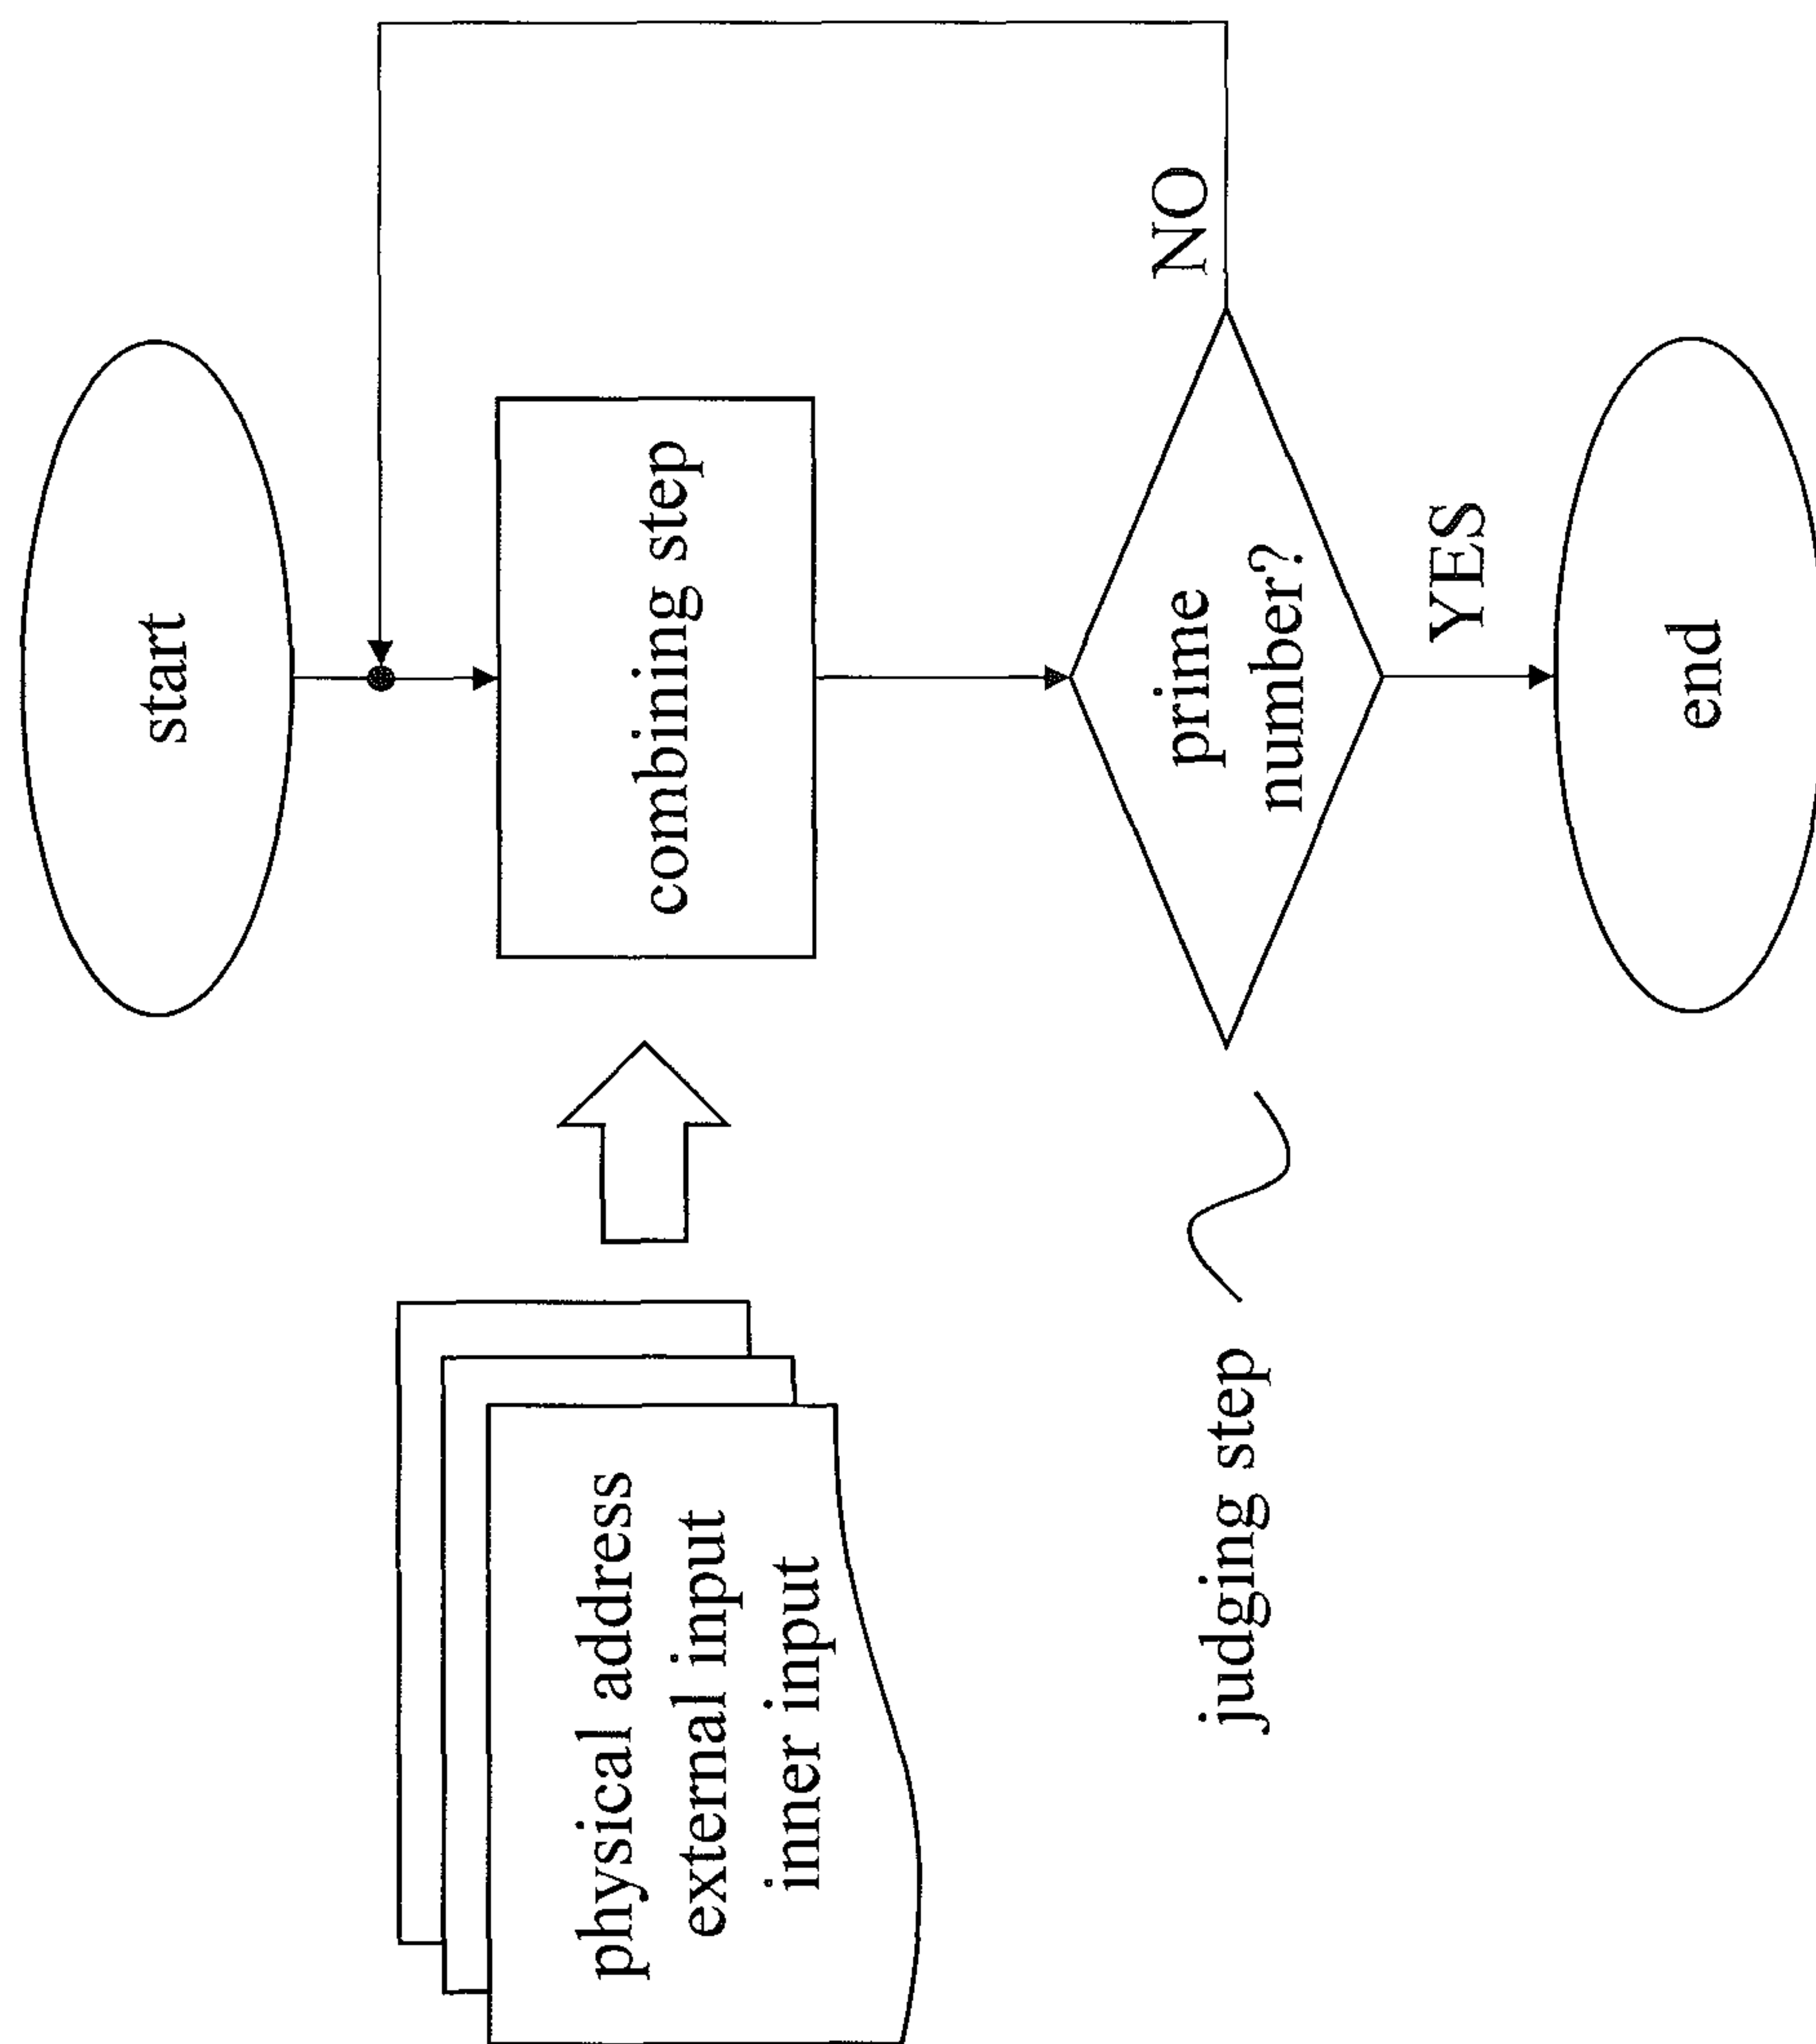 start
physical address
external input
inner input
combining step
judging step
prime
number?
NO
YES
end